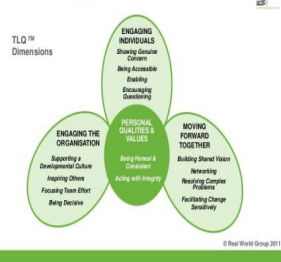 TLQ™
Dimensions
ENGAGING
INDIVIDUALS
Showing Genuine
Concern
Being Accessible
Enabling
Encouraging
Questioning
PERSONAL
QUALITIES &
VALUES
Being Honest &
Consistent
Acting with Integrity
ENGAGING THE
ORGANISATION
Supporting a
Developmental Culture
Inspiring Others
Focusing Team Effort
Being Decisive
MOVING
FORWARD
TOGETHER
Building Shared Vision
Networking
Resolving Complex
Problems
Facilitating Change
Sensitively
© Real World Group 2011